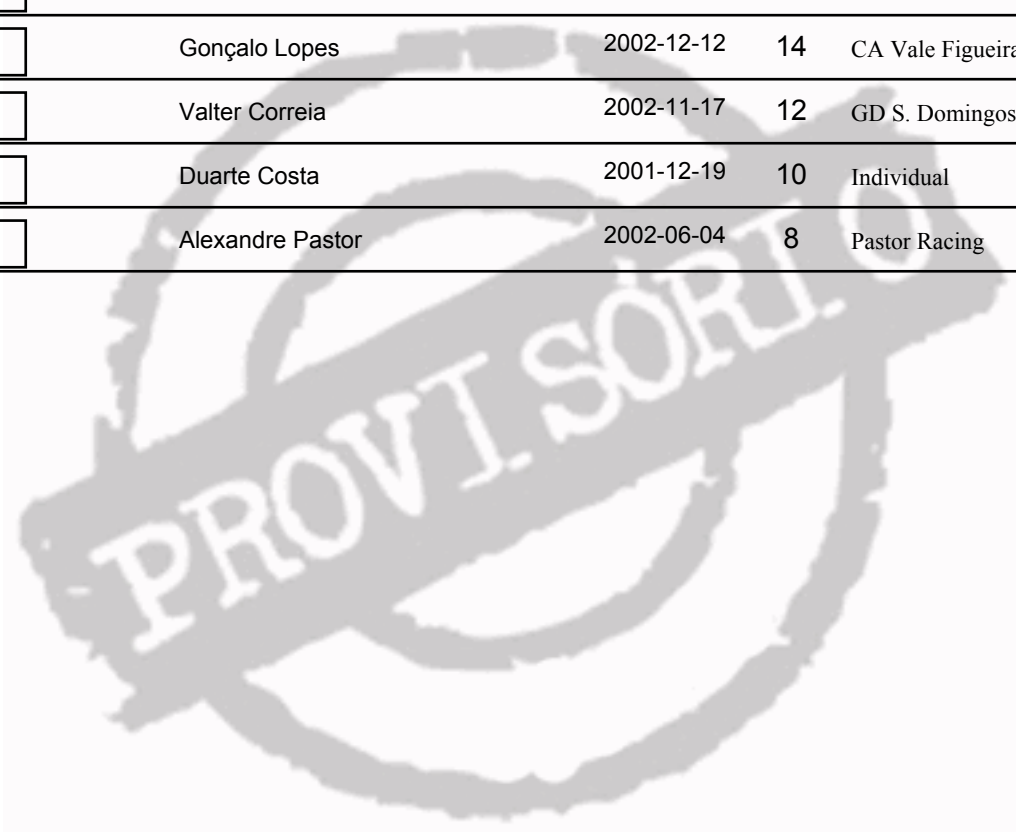 Gonçalo Lopes 2002-12-12 14 CA Vale Figueira
Valter Correia 2002-11-17 12 GD S. Domingos
Duarte Costa 2001-12-19 10 Individual
Alexandre Pastor 2002-06-04 8 Pastor Racing
PROVISÓRIO